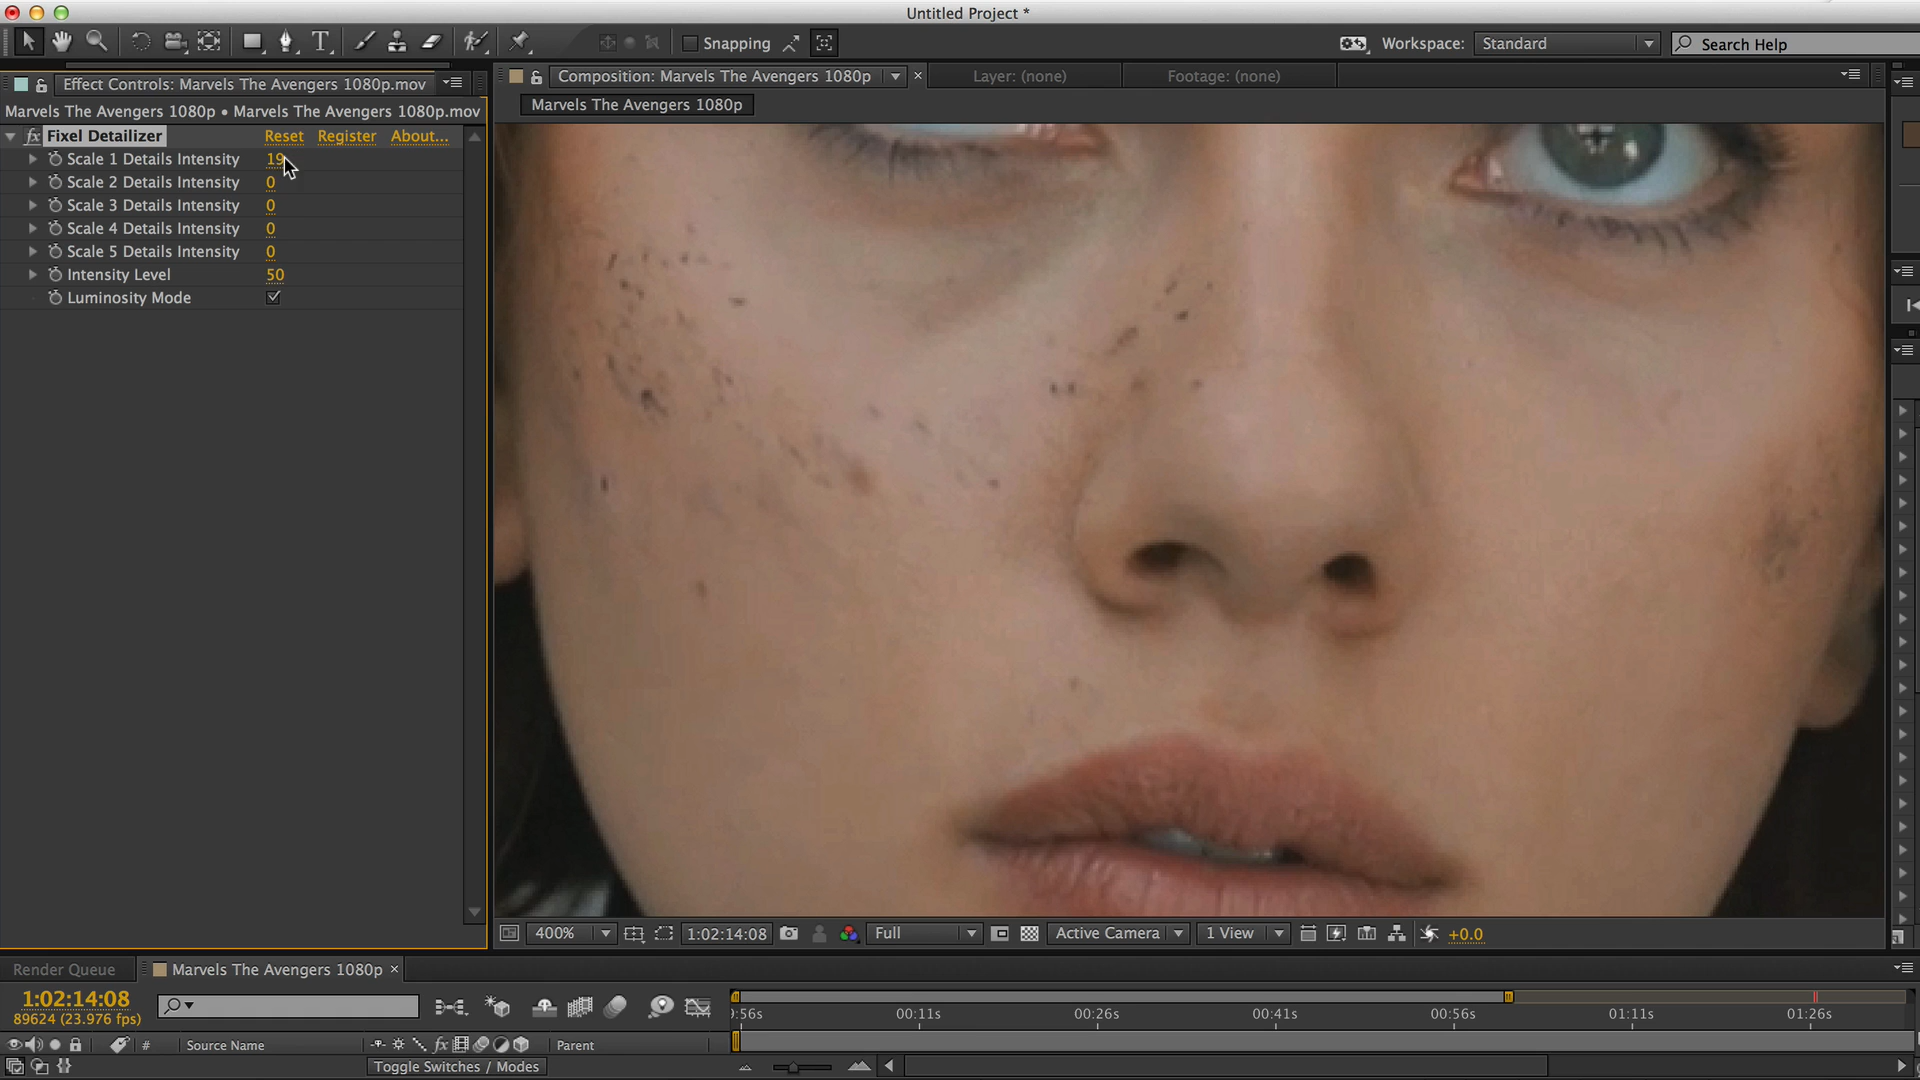 Untitled Project *
Snapping
Workspace: Standard
Search Help
Effect Controls: Marvels The Avengers 1080p.mov
Composition: Marvels The Avengers 1080p
Layer: (none)
Footage: (none)
Marvels The Avengers 1080p • Marvels The Avengers 1080p.mov
Marvels The Avengers 1080p
fx Fixel Detailizer Reset Register About...
Scale 1 Details Intensity 19
Scale 2 Details Intensity 0
Scale 3 Details Intensity 0
Scale 4 Details Intensity 0
Scale 5 Details Intensity 0
Intensity Level 50
Luminosity Mode
400% 1:02:14:08 Full Active Camera 1 View +0.0
Render Queue Marvels The Avengers 1080p
1:02:14:08
89624 (23.976 fps)
9:56s 00:11s 00:26s 00:41s 00:56s 01:11s 01:26s
# Source Name fx Parent
Toggle Switches / Modes